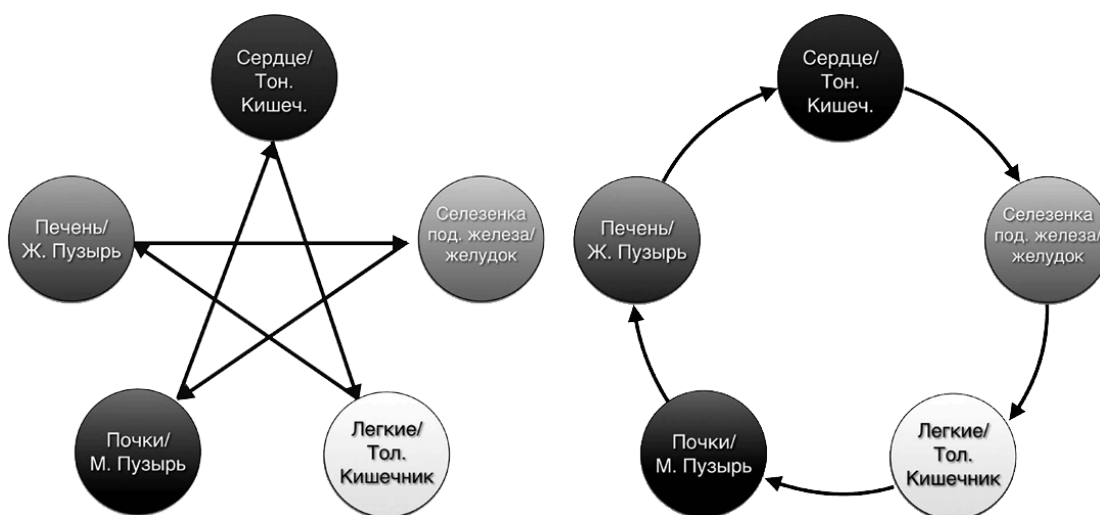 Сердце/
Тон.
Кишеч.
Печень/
Ж. Пузырь
Селезенка
под. железа/
желудок
Почки/
М. Пузырь
Легкие/
Тол.
Кишечник
Сердце/
Тон.
Кишеч.
Печень/
Ж. Пузырь
Селезенка
под. железа/
желудок
Почки/
М. Пузырь
Легкие/
Тол.
Кишечник